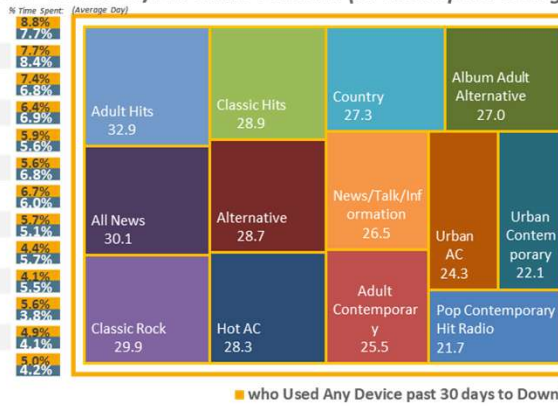 % Time Spent:
(Average Day)
8.8%
7.7%
7.7%
8.4%
7.4%
6.8%
6.4%
6.9%
5.9%
5.6%
5.6%
6.8%
6.7%
6.0%
5.7%
5.1%
4.4%
5.7%
4.1%
5.5%
5.6%
3.8%
4.9%
4.1%
5.0%
4.2%
Adult Hits
32.9
Classic Hits
28.9
Country
27.3
Album Adult
Alternative
27.0
All News
30.1
Alternative
28.7
News/Talk/Inf
ormation
26.5
Urban
AC
24.3
Urban
Contem
porary
22.1
Classic Rock
29.9
Hot AC
28.3
Adult
Contemporar
y
25.5
Pop Contemporary
Hit Radio
21.7
who Used Any Device past 30 days to Down